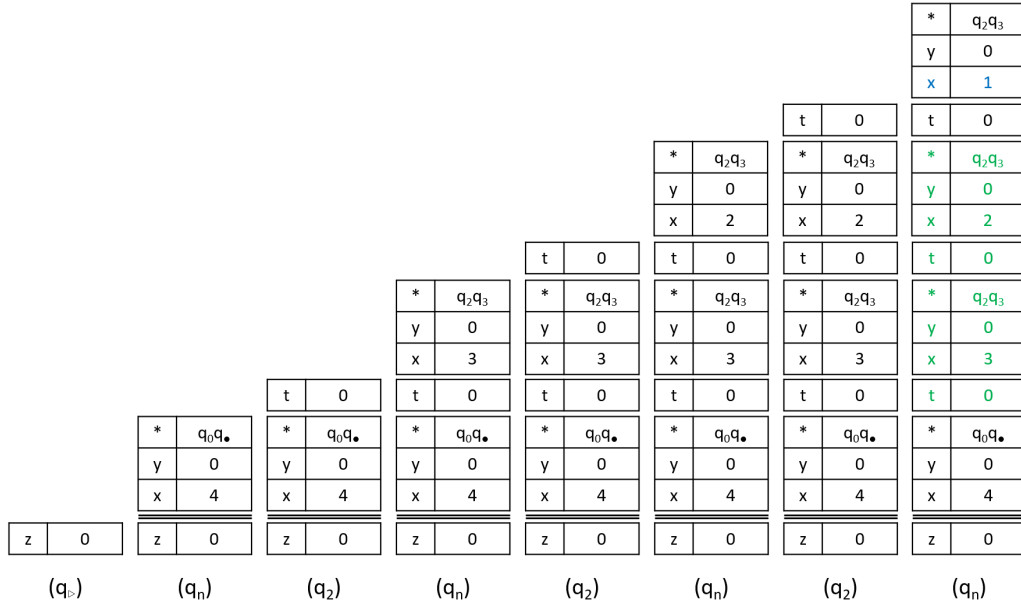 * q₂q₃
y 0
x 1
t 0 t 0
* q₂q₃ * q₂q₃ * q₂q₃
y 0 y 0 y 0
x 2 x 2 x 2
t 0 t 0 t 0 t 0
* q₂q₃ * q₂q₃ * q₂q₃ * q₂q₃ * q₂q₃
y 0 y 0 y 0 y 0 y 0
x 3 x 3 x 3 x 3 x 3
t 0 t 0 t 0 t 0 t 0 t 0
* q₀q● * q₀q● * q₀q● * q₀q● * q₀q● * q₀q● * q₀q●
y 0 y 0 y 0 y 0 y 0 y 0 y 0
x 4 x 4 x 4 x 4 x 4 x 4 x 4
z 0 z 0 z 0 z 0 z 0 z 0 z 0 z 0
(q▹) (qₙ) (q₂) (qₙ) (q₂) (qₙ) (q₂) (qₙ)